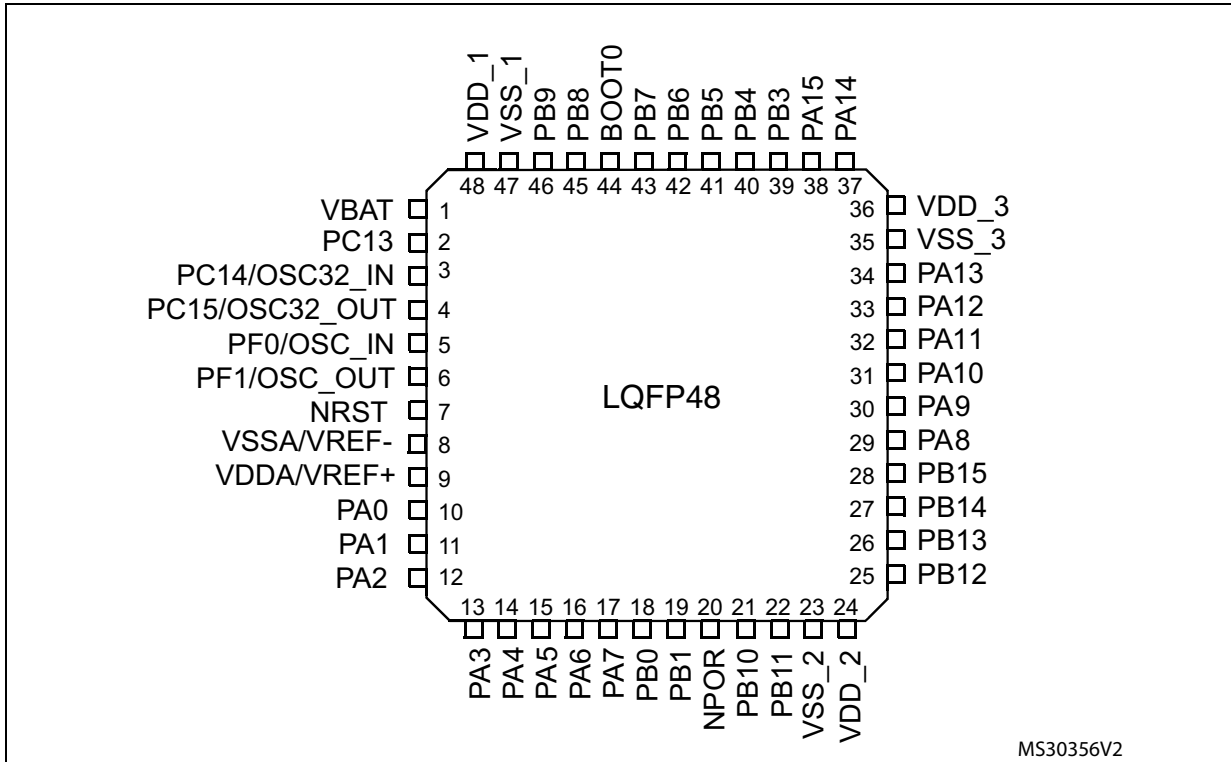 VDD_1
VSS_1
PB9
PB8
BOOT0
PB7
PB6
PB5
PB4
PB3
PA15
PA14
48 47 46 45 44 43 42 41 40 39 38 37
VBAT 1
PC13 2
PC14/OSC32_IN 3
PC15/OSC32_OUT 4
PF0/OSC_IN 5
PF1/OSC_OUT 6
NRST 7
VSSA/VREF- 8
VDDA/VREF+ 9
PA0 10
PA1 11
PA2 12
LQFP48
36 VDD_3
35 VSS_3
34 PA13
33 PA12
32 PA11
31 PA10
30 PA9
29 PA8
28 PB15
27 PB14
26 PB13
25 PB12
13 14 15 16 17 18 19 20 21 22 23 24
PA3
PA4
PA5
PA6
PA7
PB0
PB1
NPOR
PB10
PB11
VSS_2
VDD_2
MS30356V2